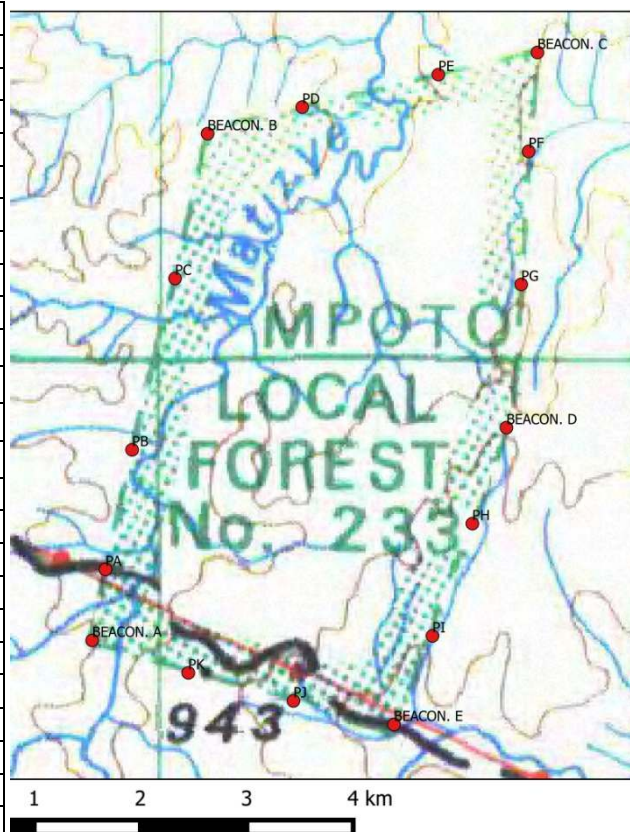 BEACON. C
PE
PD
BEACON. B
PF
Matizye
PC
PG
MPOTO
LOCAL
BEACON. D
PB
FOREST
No. 233
PH
PA
BEACON. A
PI
PK
PJ
943
BEACON. E
1 2 3 4 km